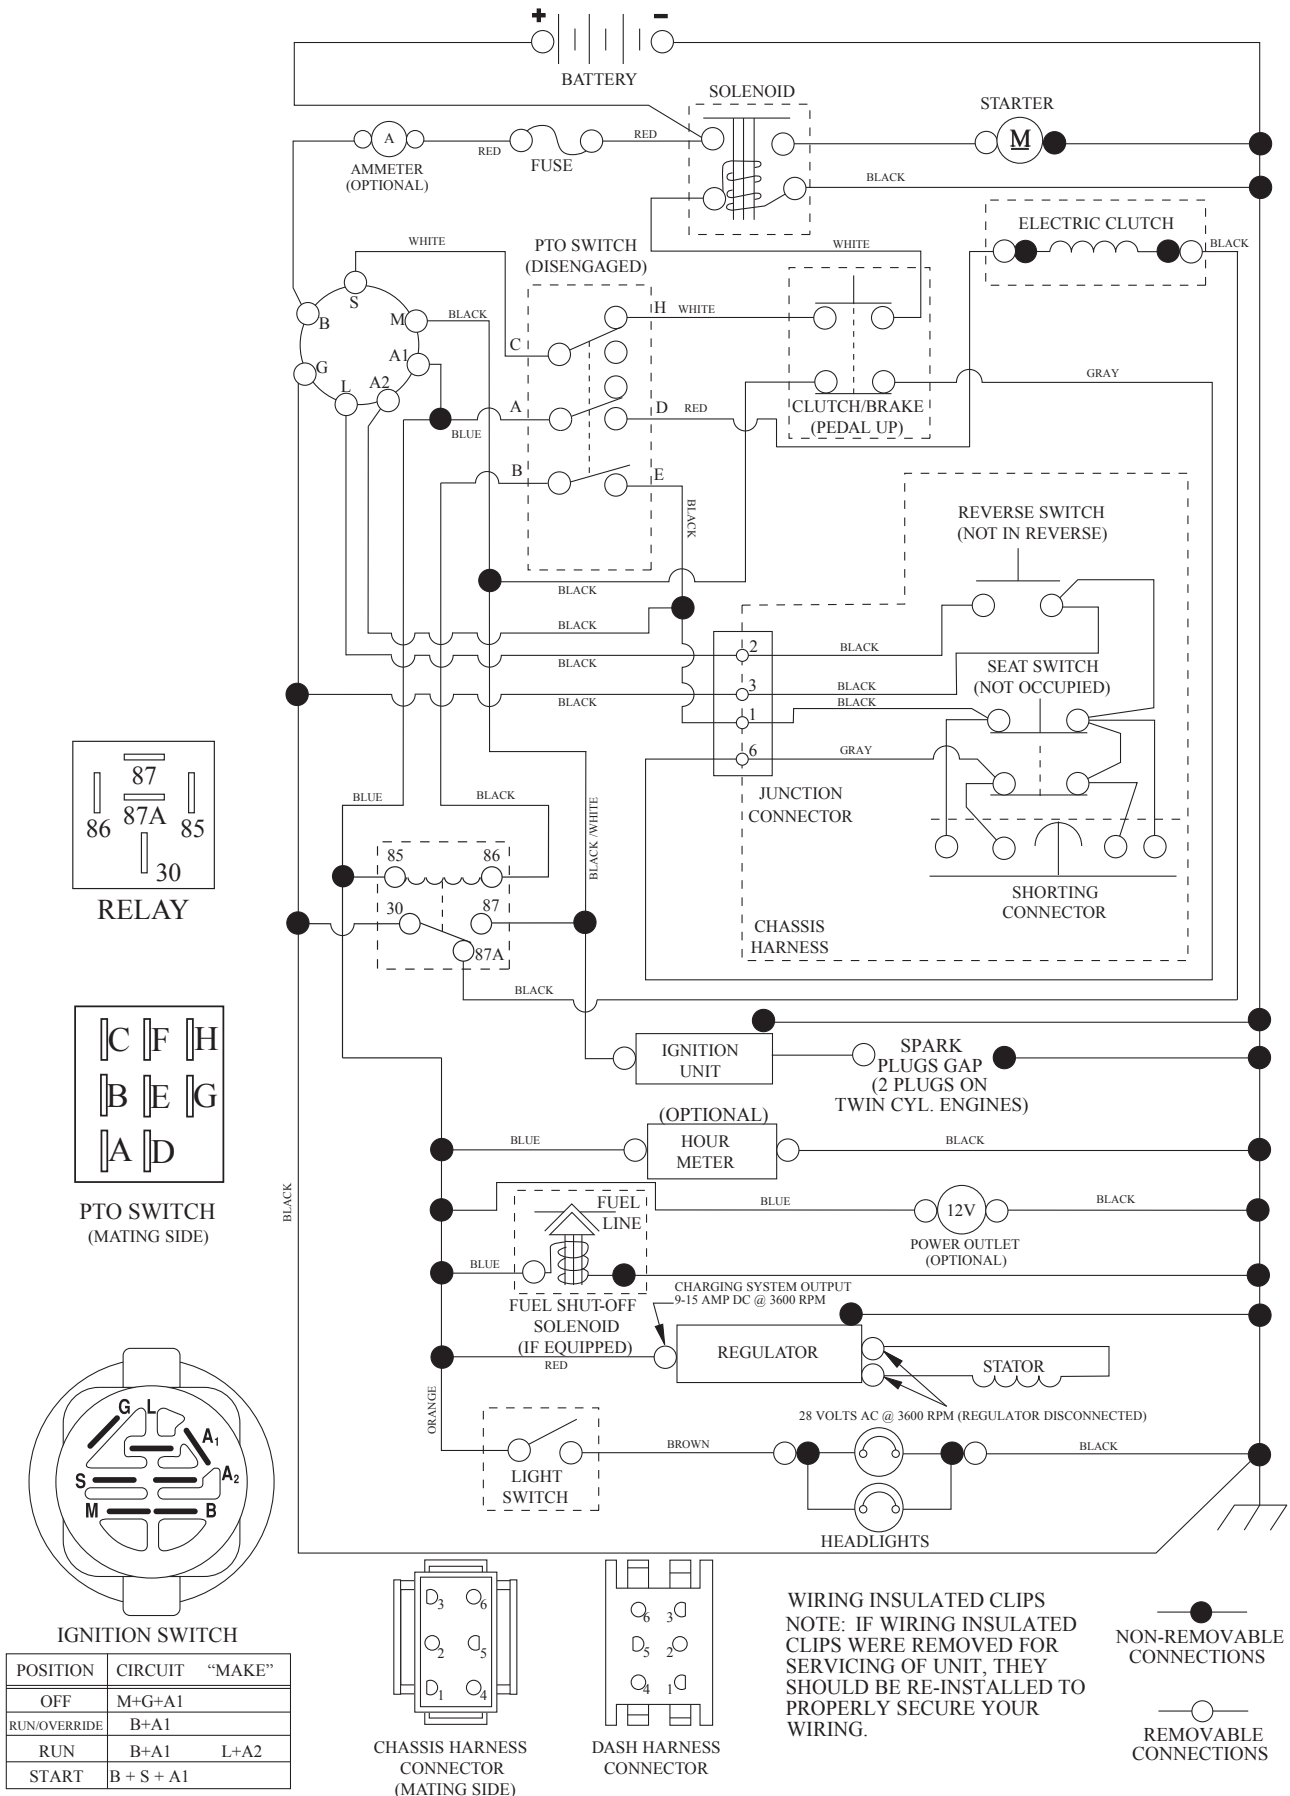 + −
BATTERY
SOLENOID
STARTER
A
M
RED
RED
FUSE
AMMETER
(OPTIONAL)
BLACK
ELECTRIC CLUTCH
BLACK
WHITE
PTO SWITCH
(DISENGAGED)
WHITE
S
B
M
BLACK
H
WHITE
C
A1
G
L
A2
GRAY
CLUTCH/BRAKE
(PEDAL UP)
A
BLUE
D
RED
B
E
BLACK
REVERSE SWITCH
(NOT IN REVERSE)
BLACK
BLACK
2
BLACK
BLACK
SEAT SWITCH
(NOT OCCUPIED)
3
BLACK
BLACK
BLACK
1
6
GRAY
JUNCTION
CONNECTOR
BLUE
BLACK
BLACK /WHITE
87
87A
86
85
30
RELAY
85
86
30
87
87A
SHORTING
CONNECTOR
CHASSIS
HARNESS
BLACK
C F H
B E G
A D
PTO SWITCH
(MATING SIDE)
IGNITION
UNIT
SPARK
PLUGS GAP
(2 PLUGS ON
TWIN CYL. ENGINES)
(OPTIONAL)
BLUE
HOUR
METER
BLACK
BLACK
FUEL
LINE
BLUE
12V
BLACK
POWER OUTLET
(OPTIONAL)
BLUE
FUEL SHUT-OFF
SOLENOID
(IF EQUIPPED)
CHARGING SYSTEM OUTPUT
9-15 AMP DC @ 3600 RPM
RED
REGULATOR
STATOR
28 VOLTS AC @ 3600 RPM (REGULATOR DISCONNECTED)
ORANGE
LIGHT
SWITCH
BROWN
BLACK
HEADLIGHTS
G L
A1
S
A2
M
B
IGNITION SWITCH
POSITION CIRCUIT “MAKE”
OFF M+G+A1
RUN/OVERRIDE B+A1
RUN B+A1 L+A2
START B + S + A1
3 6
2 5
1 4
CHASSIS HARNESS
CONNECTOR
(MATING SIDE)
6 3
5 2
4 1
DASH HARNESS
CONNECTOR
WIRING INSULATED CLIPS
NOTE: IF WIRING INSULATED
CLIPS WERE REMOVED FOR
SERVICING OF UNIT, THEY
SHOULD BE RE-INSTALLED TO
PROPERLY SECURE YOUR
WIRING.
NON-REMOVABLE
CONNECTIONS
REMOVABLE
CONNECTIONS